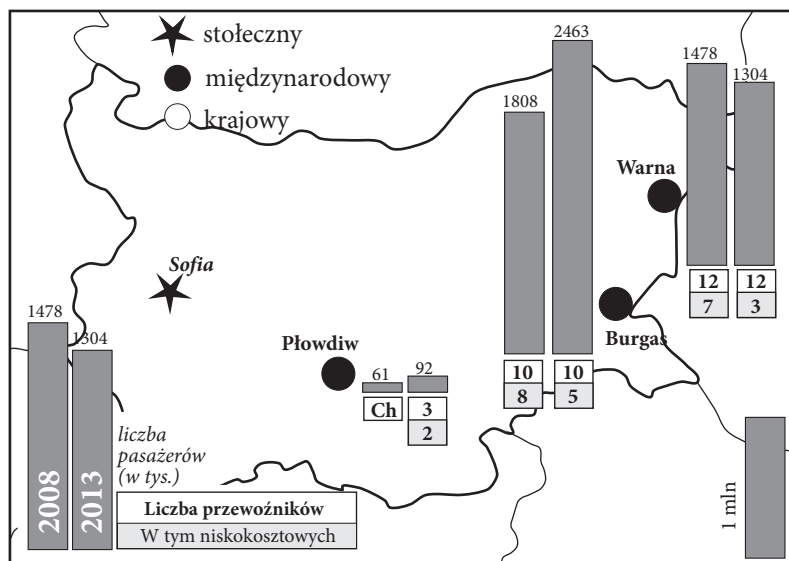 stołeczny
międzynarodowy
krajowy
1808
2463
1478
1304
Warna
12
12
7
3
Sofia
Burgas
10
10
8
5
Płowdiw
61
92
Ch
3
2
1478
1304
2008
2013
liczba
pasażerów
(w tys.)
Liczba przewoźników
W tym niskokosztowych
1 mln